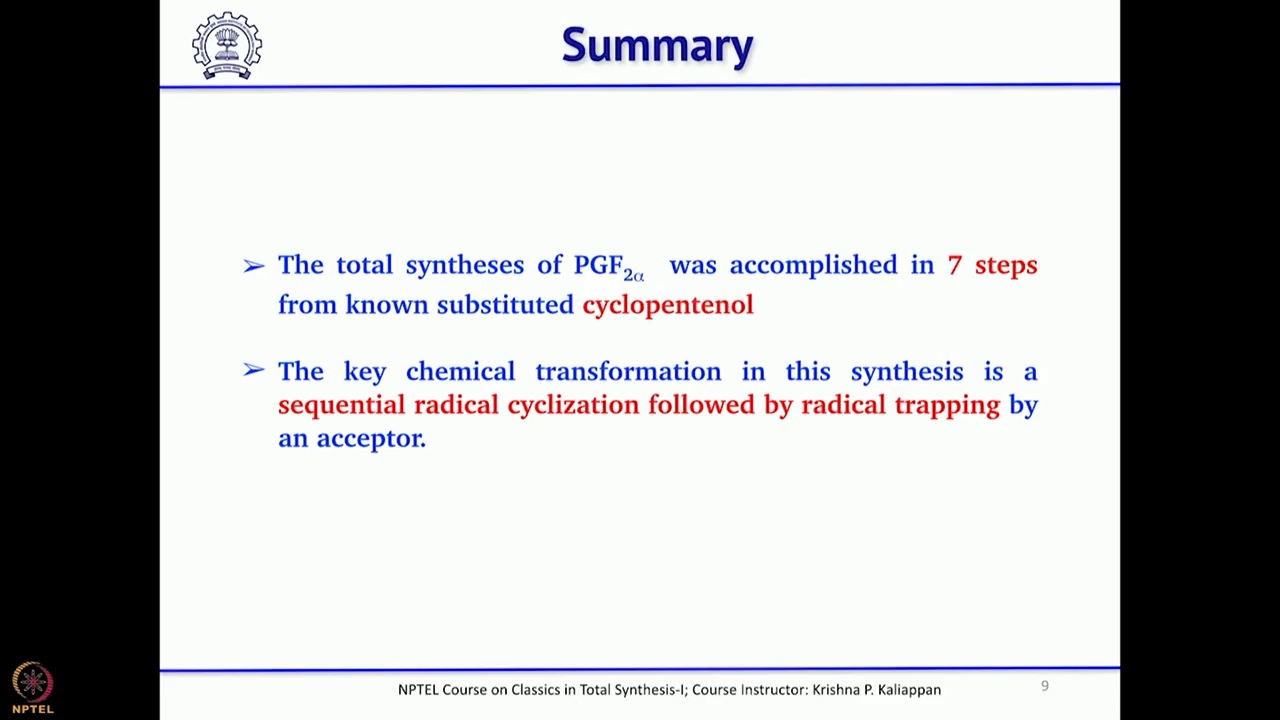 Summary
➢ The total syntheses of PGF2α was accomplished in 7 steps
from known substituted cyclopentenol
➢ The key chemical transformation in this synthesis is a
sequential radical cyclization followed by radical trapping by
an acceptor.
NPTEL
NPTEL Course on Classics in Total Synthesis-I; Course Instructor: Krishna P. Kaliappan
9